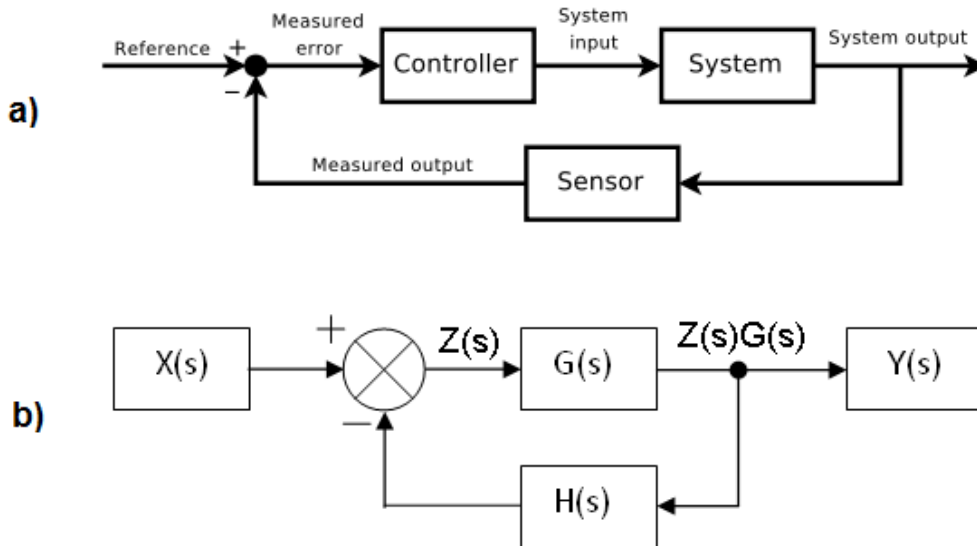 a)
Reference
+
−
Measured
error
Controller
System
input
System
System output
Measured output
Sensor
b)
X(s)
+
−
Z(s)
G(s)
Z(s)G(s)
Y(s)
H(s)